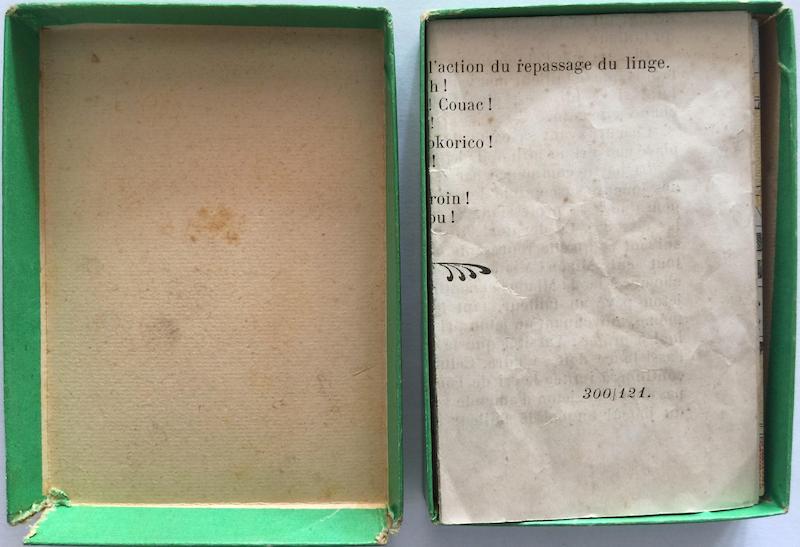 l'action du repassage du linge.
h !
! Couac !
!
okorico !
!
roin !
ou !
300/121.